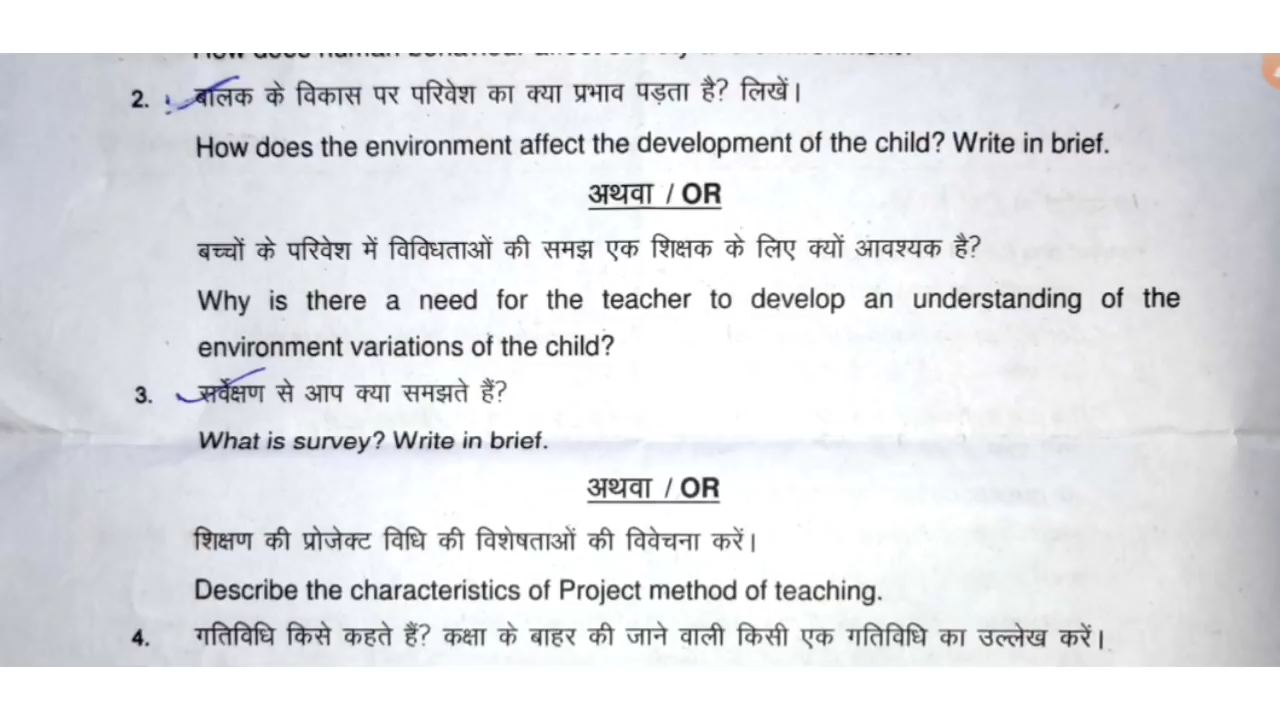 2. बालक के विकास पर परिवेश का क्या प्रभाव पड़ता है? लिखें।
How does the environment affect the development of the child? Write in brief.
अथवा / OR
बच्चों के परिवेश में विविधताओं की समझ एक शिक्षक के लिए क्यों आवश्यक है?
Why is there a need for the teacher to develop an understanding of the
environment variations of the child?
3. सर्वेक्षण से आप क्या समझते हैं?
What is survey? Write in brief.
अथवा / OR
शिक्षण की प्रोजेक्ट विधि की विशेषताओं की विवेचना करें।
Describe the characteristics of Project method of teaching.
4. गतिविधि किसे कहते हैं? कक्षा के बाहर की जाने वाली किसी एक गतिविधि का उल्लेख करें।